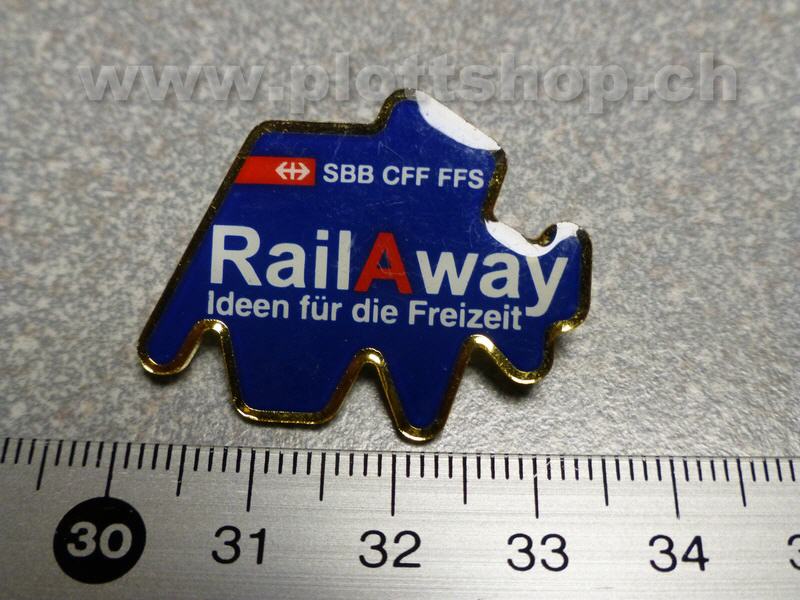 www.plottshop.ch
SBB CFF FFS
RailAway
Ideen für die Freizeit
30 31 32 33 34